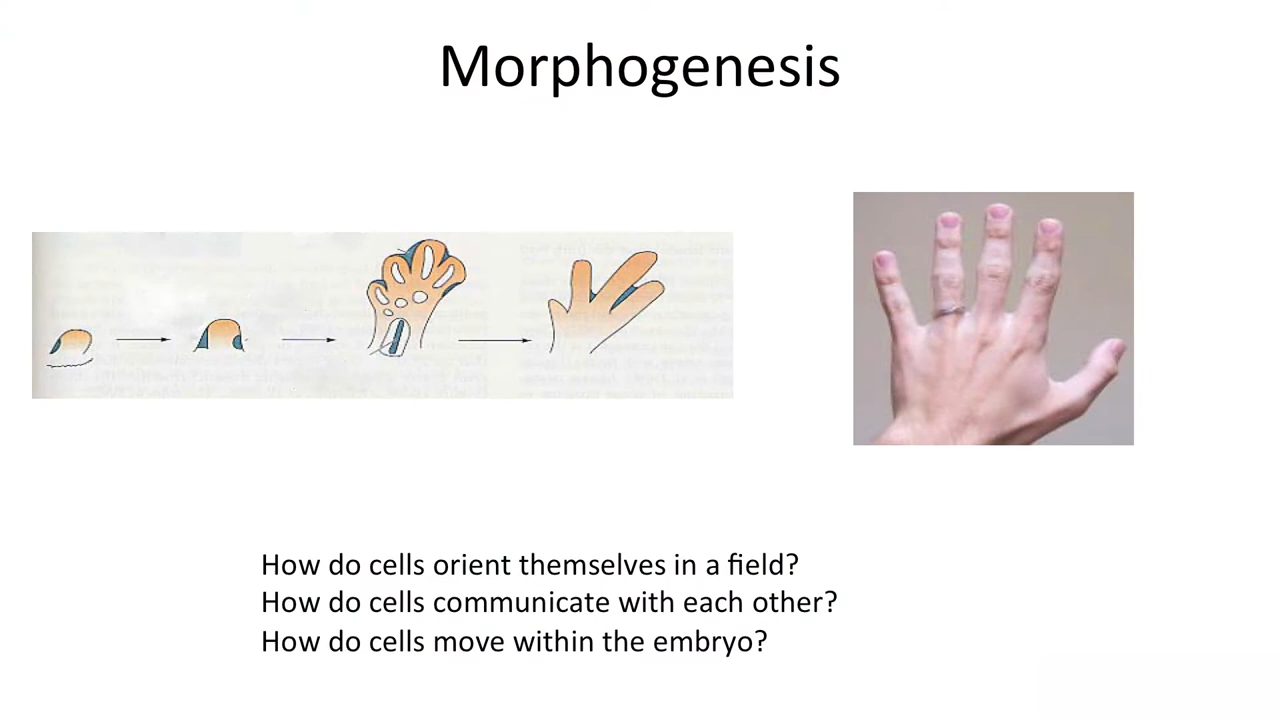 Morphogenesis
How do cells orient themselves in a field?
How do cells communicate with each other?
How do cells move within the embryo?